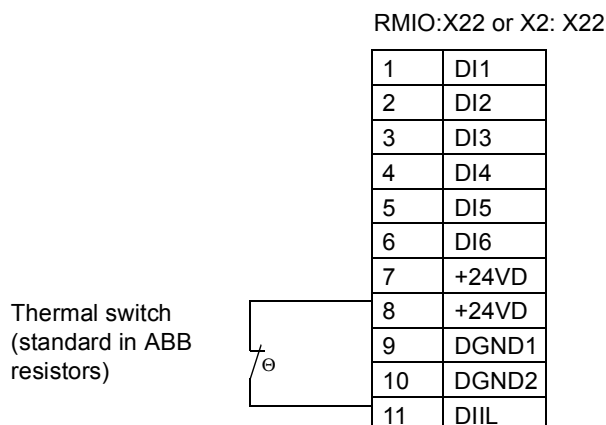 RMIO:X22 or X2: X22
1 DI1
2 DI2
3 DI3
4 DI4
5 DI5
6 DI6
7 +24VD
8 +24VD
9 DGND1
10 DGND2
11 DIIL
Thermal switch
(standard in ABB
resistors)
Θ